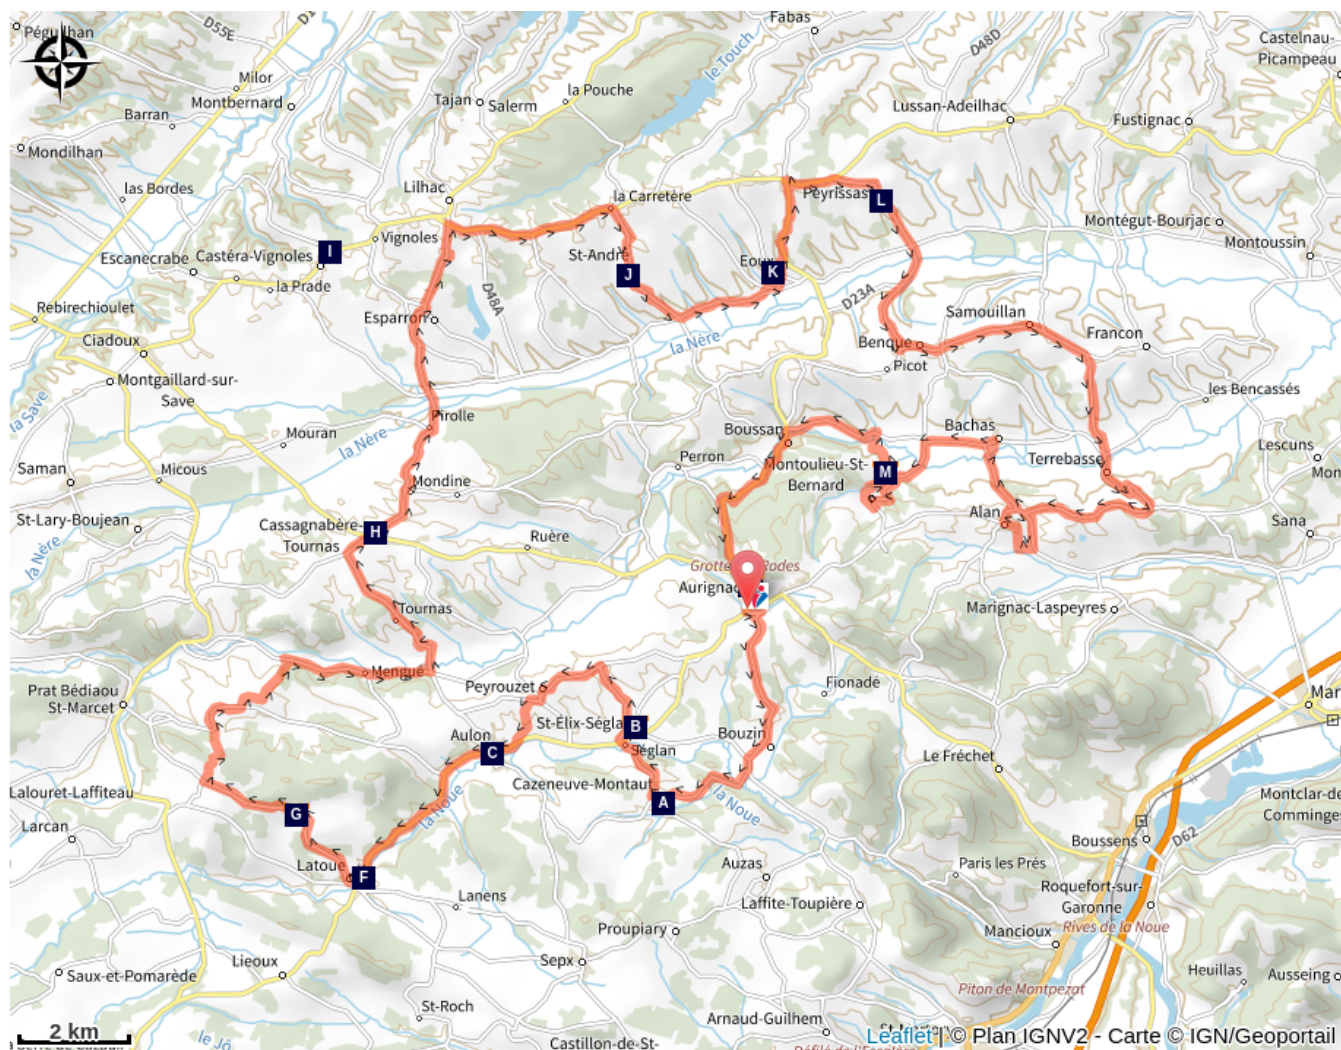 Péguilhan
D55E
Milor
Montbernard
Barran
Mondilhan
las Bordes
Tajan
Salerm
la Pouche
le Touch
Fabas
D48D
Castelnau-
Picampeau
Lussan-Adeilhac
Fustignac
Lilhac
la Carretère
Peyrissas
L
Montégut-Bourjac
Montoussin
Vignoles
I
Castéra-Vignoles
Escanecrabe
la Prade
St-André
J
Eoux
K
Rebirechioulet
D48A
D23A
Esparron
Samouillan
Francon
Ciadoux
la Nère
Benque
Picot
Montgaillard-sur-
Save
la Save
les Bencassés
Pirolle
Mouran
la Nère
Boussan
Bachas
Lescuns
Saman
Micous
Perron
Montoulieu-St-
Bernard
M
Terrebasse
Mon
Mondine
St-Lary-Boujean
Cassagnabère-
Tournas
H
Ruère
Alan
Sana
la Nère
Aurignac
Tournas
Marignac-Laspeyres
Mengué
Prat Bédiaou
St-Marcet
Peyrouzet
Fionadé
Mar
St-Élix-Ségla
B
Séglan
Aulon
C
Bouzin
Le Fréchet
Cazeneuve-Montaut
A
la Noue
la Noue
Lalouret-Laffiteau
G
Montclar-de-
Comminges
Larcan
Boussens
D62
Latoue
F
Auzas
Paris les Prés
Lanens
Laffite-Toupière
Roquefort-sur-
Garonne
Rives de la Noue
Proupiary
Mancioux
Lieoux
Sepx
Saux-et-Pomarède
Heuillas
Ausseing
Piton de Montpezat
St-Roch
Arnaud-Guilhem
2 km
Castillon-de-St-
Leaflet | © Plan IGNV2 - Carte © IGN/Geoportail